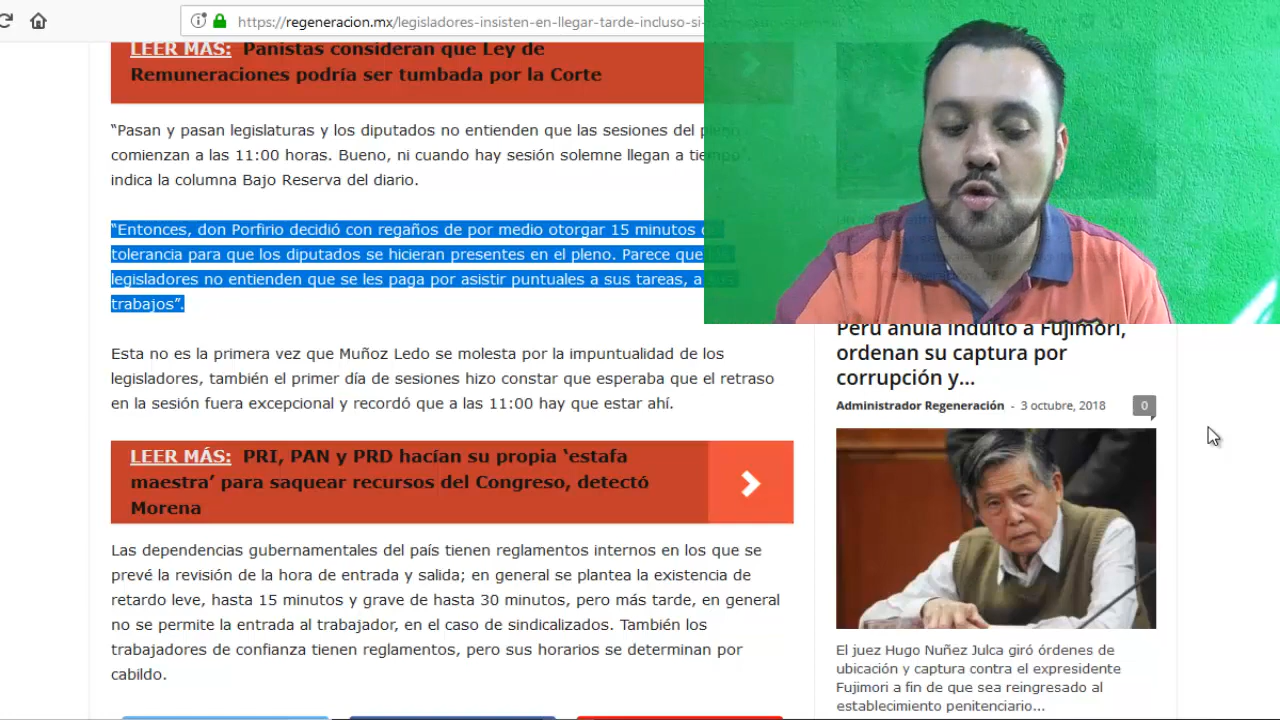 https://regeneracion.mx/legisladores-insisten-en-llegar-tarde-incluso-si-
LEER MÁS: Panistas consideran que Ley de
Remuneraciones podría ser tumbada por la Corte
“Pasan y pasan legislaturas y los diputados no entienden que las sesiones del pleno
comienzan a las 11:00 horas. Bueno, ni cuando hay sesión solemne llegan a tiempo”,
indica la columna Bajo Reserva del diario.
“Entonces, don Porfirio decidió con regaños de por medio otorgar 15 minutos de
tolerancia para que los diputados se hicieran presentes en el pleno. Parece que los
legisladores no entienden que se les paga por asistir puntuales a sus tareas, a sus
trabajos”.
Esta no es la primera vez que Muñoz Ledo se molesta por la impuntualidad de los
legisladores, también el primer día de sesiones hizo constar que esperaba que el retraso
en la sesión fuera excepcional y recordó que a las 11:00 hay que estar ahí.
LEER MÁS: PRI, PAN y PRD hacían su propia ‘estafa
maestra’ para saquear recursos del Congreso, detectó
Morena
Las dependencias gubernamentales del país tienen reglamentos internos en los que se
prevé la revisión de la hora de entrada y salida; en general se plantea la existencia de
retardo leve, hasta 15 minutos y grave de hasta 30 minutos, pero más tarde, en general
no se permite la entrada al trabajador, en el caso de sindicalizados. También los
trabajadores de confianza tienen reglamentos, pero sus horarios se determinan por
cabildo.
Perú anula indulto a Fujimori,
ordenan su captura por
corrupción y...
Administrador Regeneración - 3 octubre, 2018 0
El juez Hugo Nuñez Julca giró órdenes de
ubicación y captura contra el expresidente
Fujimori a fin de que sea reingresado al
establecimiento penitenciario...